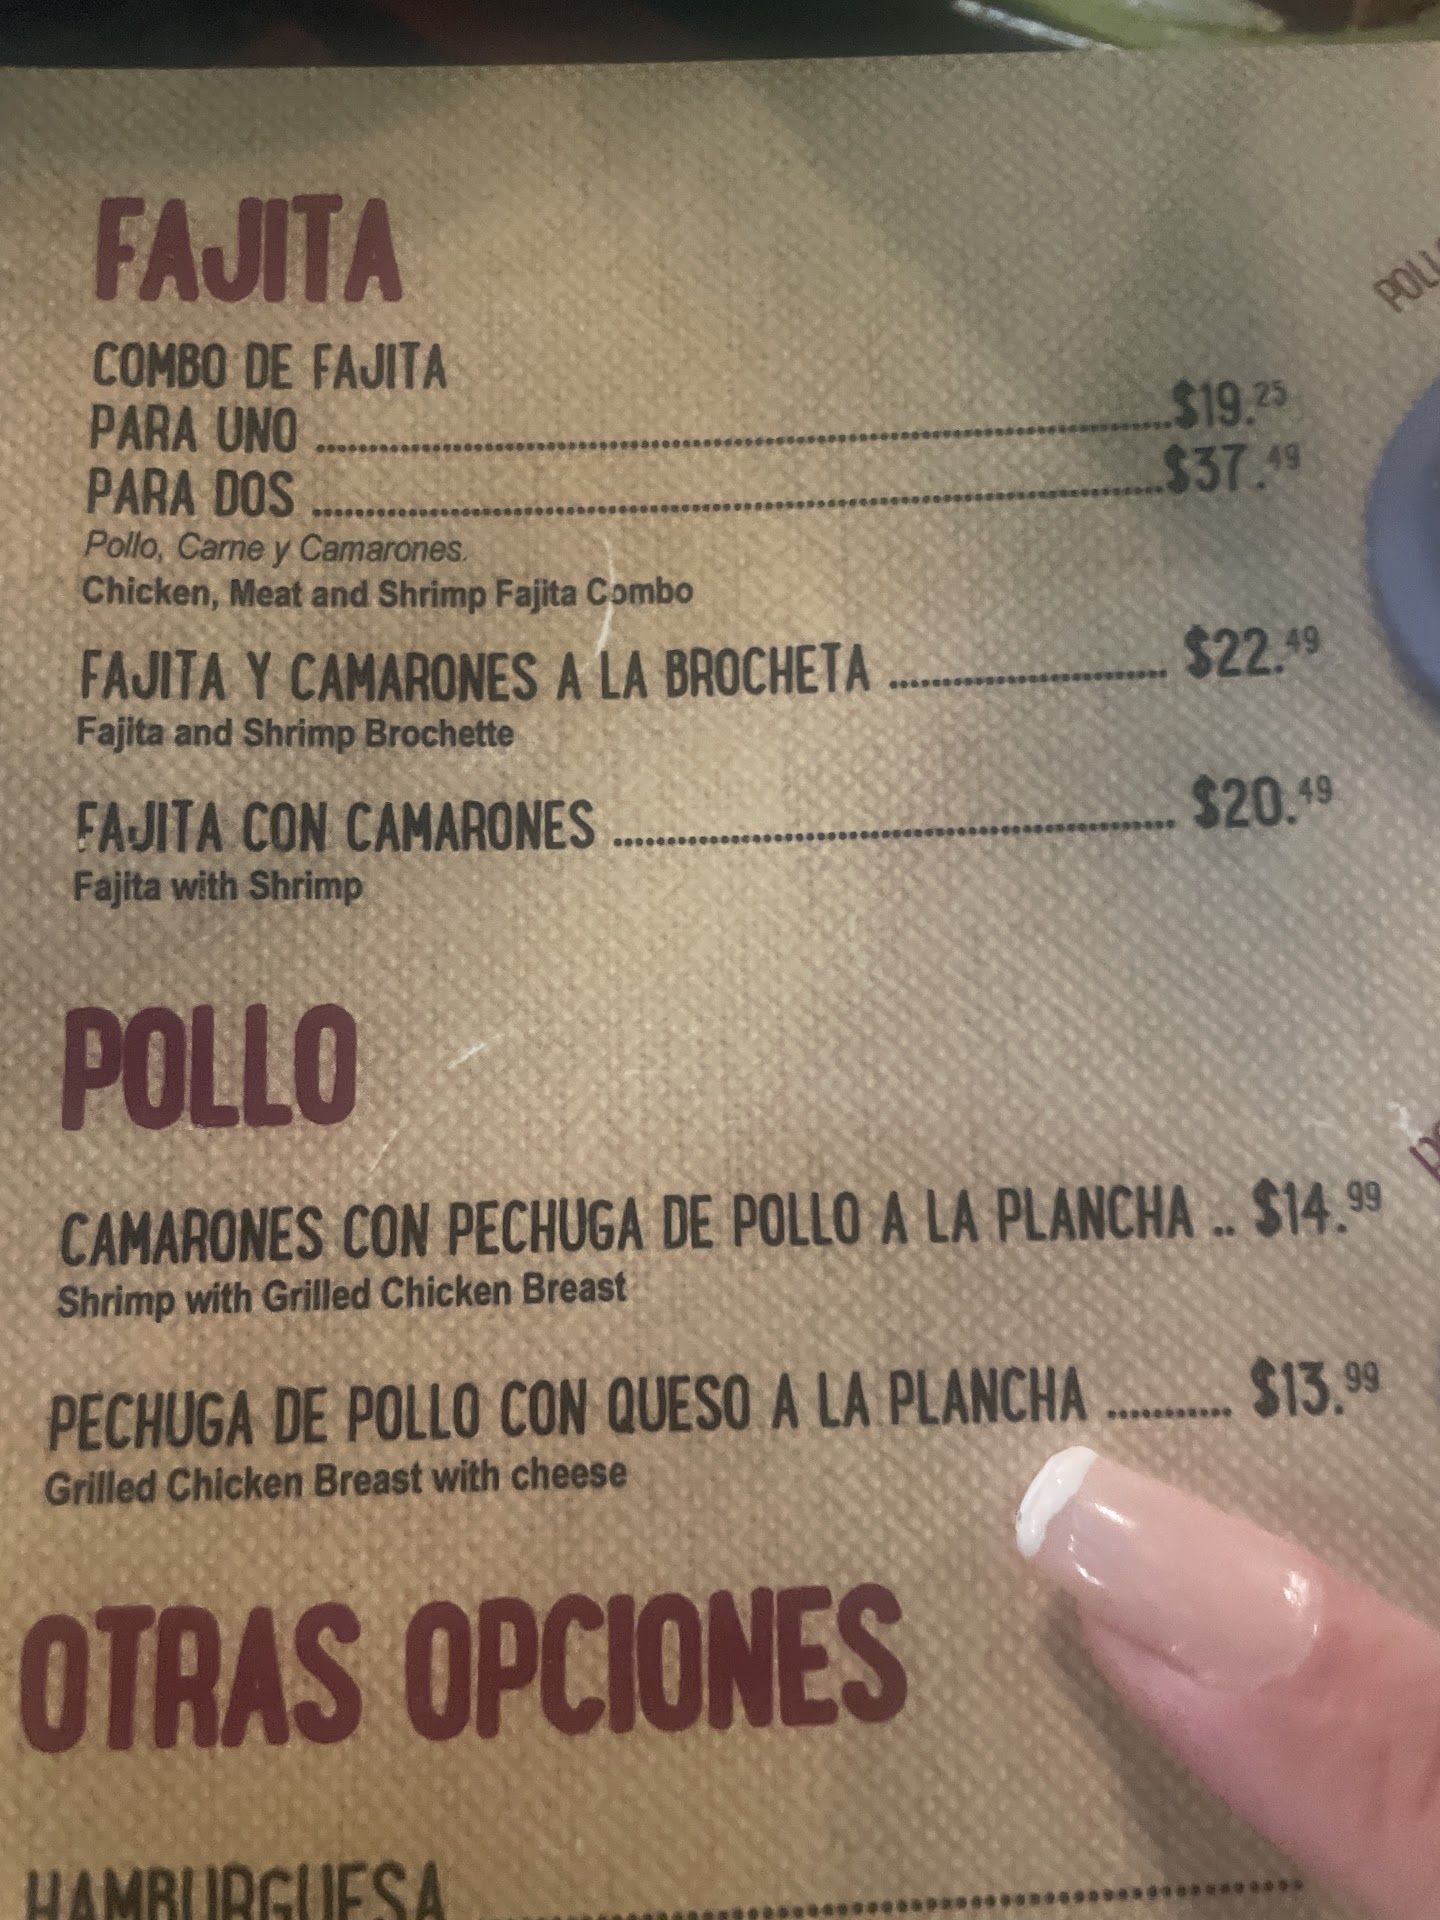 FAJITA
COMBO DE FAJITA
PARA UNO ........ $19.25
PARA DOS ........ $37.49
Pollo, Carne y Camarones.
Chicken, Meat and Shrimp Fajita Combo
FAJITA Y CAMARONES A LA BROCHETA ........ $22.49
Fajita and Shrimp Brochette
FAJITA CON CAMARONES ........ $20.49
Fajita with Shrimp
POLLO
CAMARONES CON PECHUGA DE POLLO A LA PLANCHA .. $14.99
Shrimp with Grilled Chicken Breast
PECHUGA DE POLLO CON QUESO A LA PLANCHA ........... $13.99
Grilled Chicken Breast with cheese
OTRAS OPCIONES
HAMBURGUESA ........